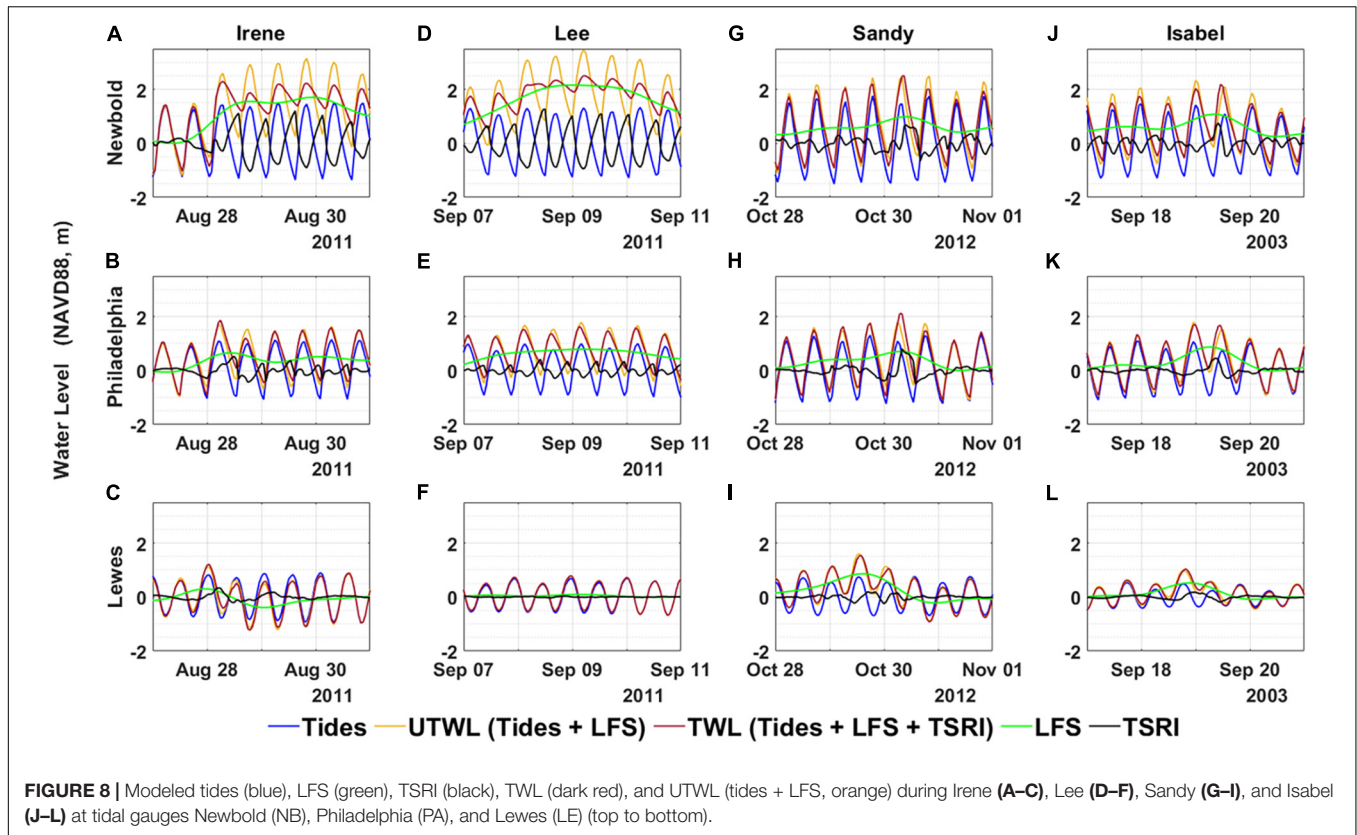 A Irene D Lee G Sandy J Isabel
Water Level (NAVD88, m)
Newbold
2
0
-2
Aug 28 Aug 30 Sep 07 Sep 09 Sep 11 Oct 28 Oct 30 Nov 01 Sep 18 Sep 20
2011 2011 2012 2003
B E H K
Philadelphia
2
0
-2
Aug 28 Aug 30 Sep 07 Sep 09 Sep 11 Oct 28 Oct 30 Nov 01 Sep 18 Sep 20
2011 2011 2012 2003
C F I L
Lewes
2
0
-2
Aug 28 Aug 30 Sep 07 Sep 09 Sep 11 Oct 28 Oct 30 Nov 01 Sep 18 Sep 20
2011 2011 2012 2003
Tides UTWL (Tides + LFS) TWL (Tides + LFS + TSRI) LFS TSRI
FIGURE 8 | Modeled tides (blue), LFS (green), TSRI (black), TWL (dark red), and UTWL (tides + LFS, orange) during Irene (A–C), Lee (D–F), Sandy (G–I), and Isabel
(J–L) at tidal gauges Newbold (NB), Philadelphia (PA), and Lewes (LE) (top to bottom).